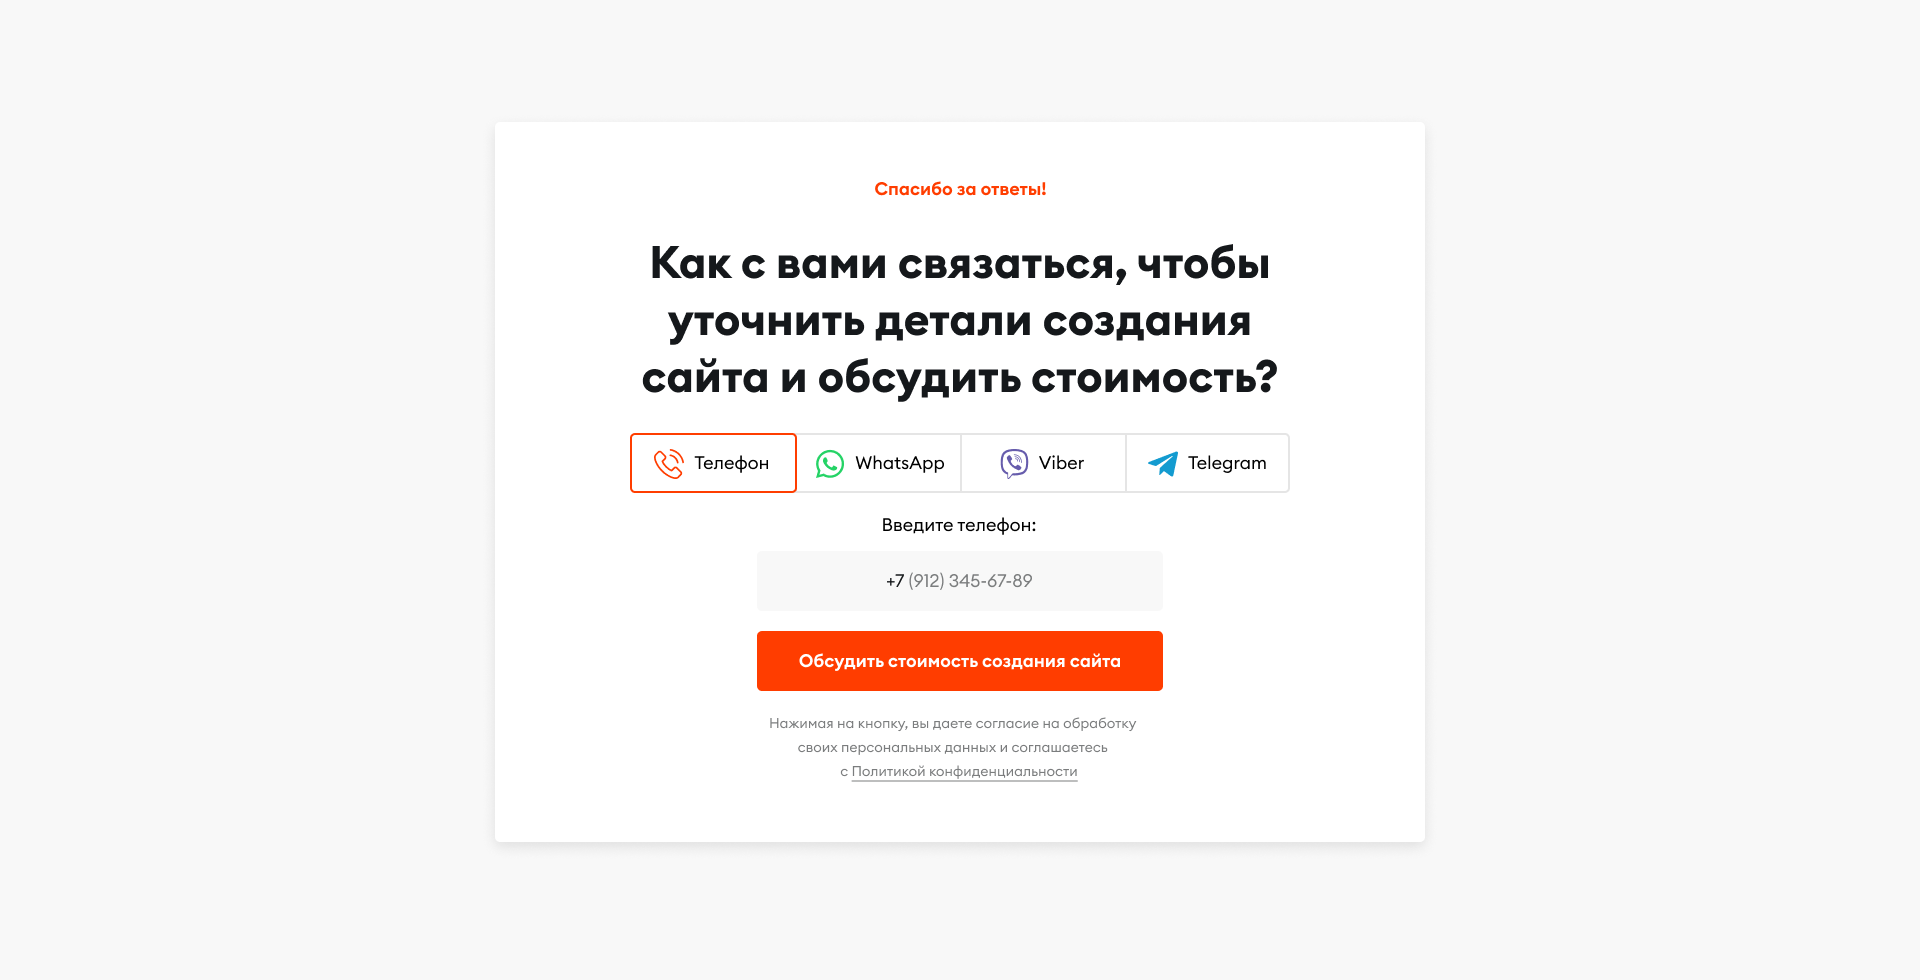 Спасибо за ответы!
Как с вами связаться, чтобы
уточнить детали создания
сайта и обсудить стоимость?
Телефон
WhatsApp
Viber
Telegram
Введите телефон:
+7 (912) 345-67-89
Обсудить стоимость создания сайта
Нажимая на кнопку, вы даете согласие на обработку
своих персональных данных и соглашаетесь
с Политикой конфиденциальности